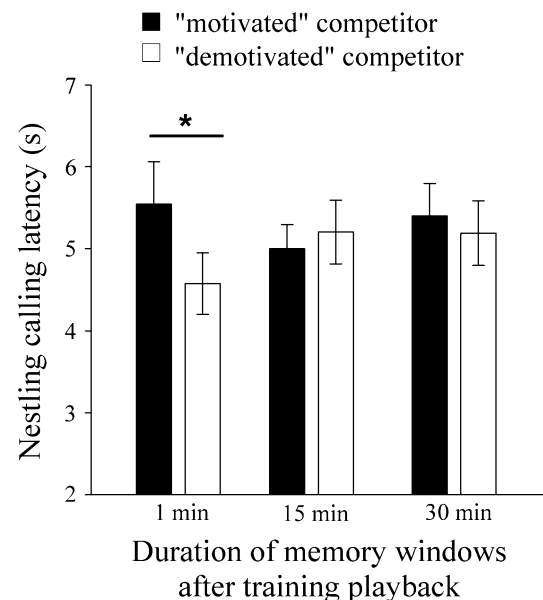 "motivated" competitor
"demotivated" competitor
*
Nestling calling latency (s)
7
6
5
4
3
2
1 min
15 min
30 min
Duration of memory windows
after training playback